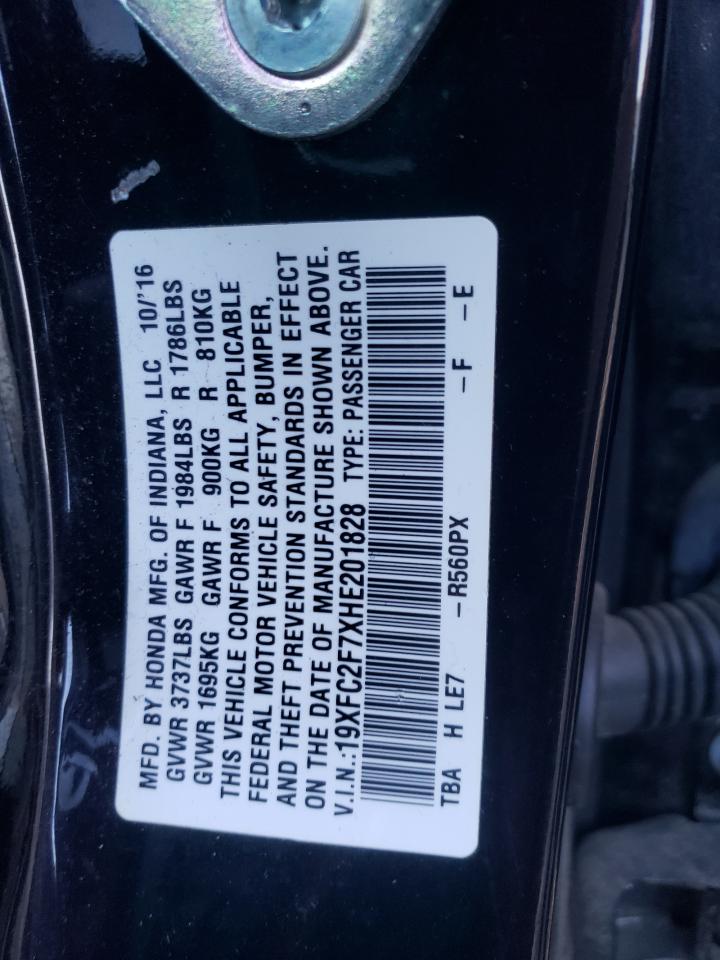 MFD. BY HONDA MFG. OF INDIANA, LLC 10/'16
GVWR 3737LBS GAWR F 1984LBS R 1786LBS
GVWR 1695KG GAWR F 900KG R 810KG
THIS VEHICLE CONFORMS TO ALL APPLICABLE
FEDERAL MOTOR VEHICLE SAFETY, BUMPER,
AND THEFT PREVENTION STANDARDS IN EFFECT
ON THE DATE OF MANUFACTURE SHOWN ABOVE.
V.I.N.:19XFC2F7XHE201828 TYPE: PASSENGER CAR
TBA H LE7 -R560PX -F -E